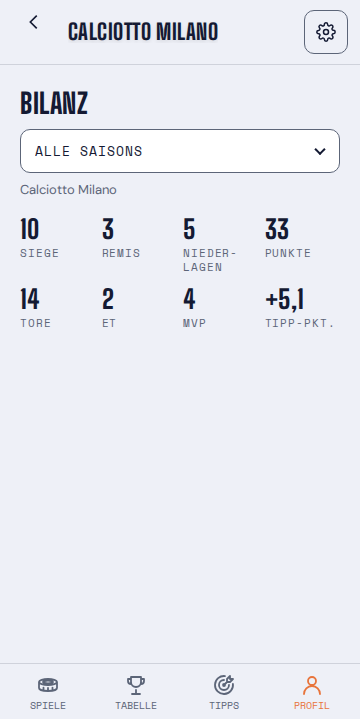 CALCIOTTO MILANO
BILANZ
ALLE SAISONS
Calciotto Milano
10 3 5 33
SIEGE REMIS NIEDER- PUNKTE
LAGEN
14 2 4 +5,1
TORE ET MVP TIPP-PKT.
SPIELE TABELLE TIPPS PROFIL